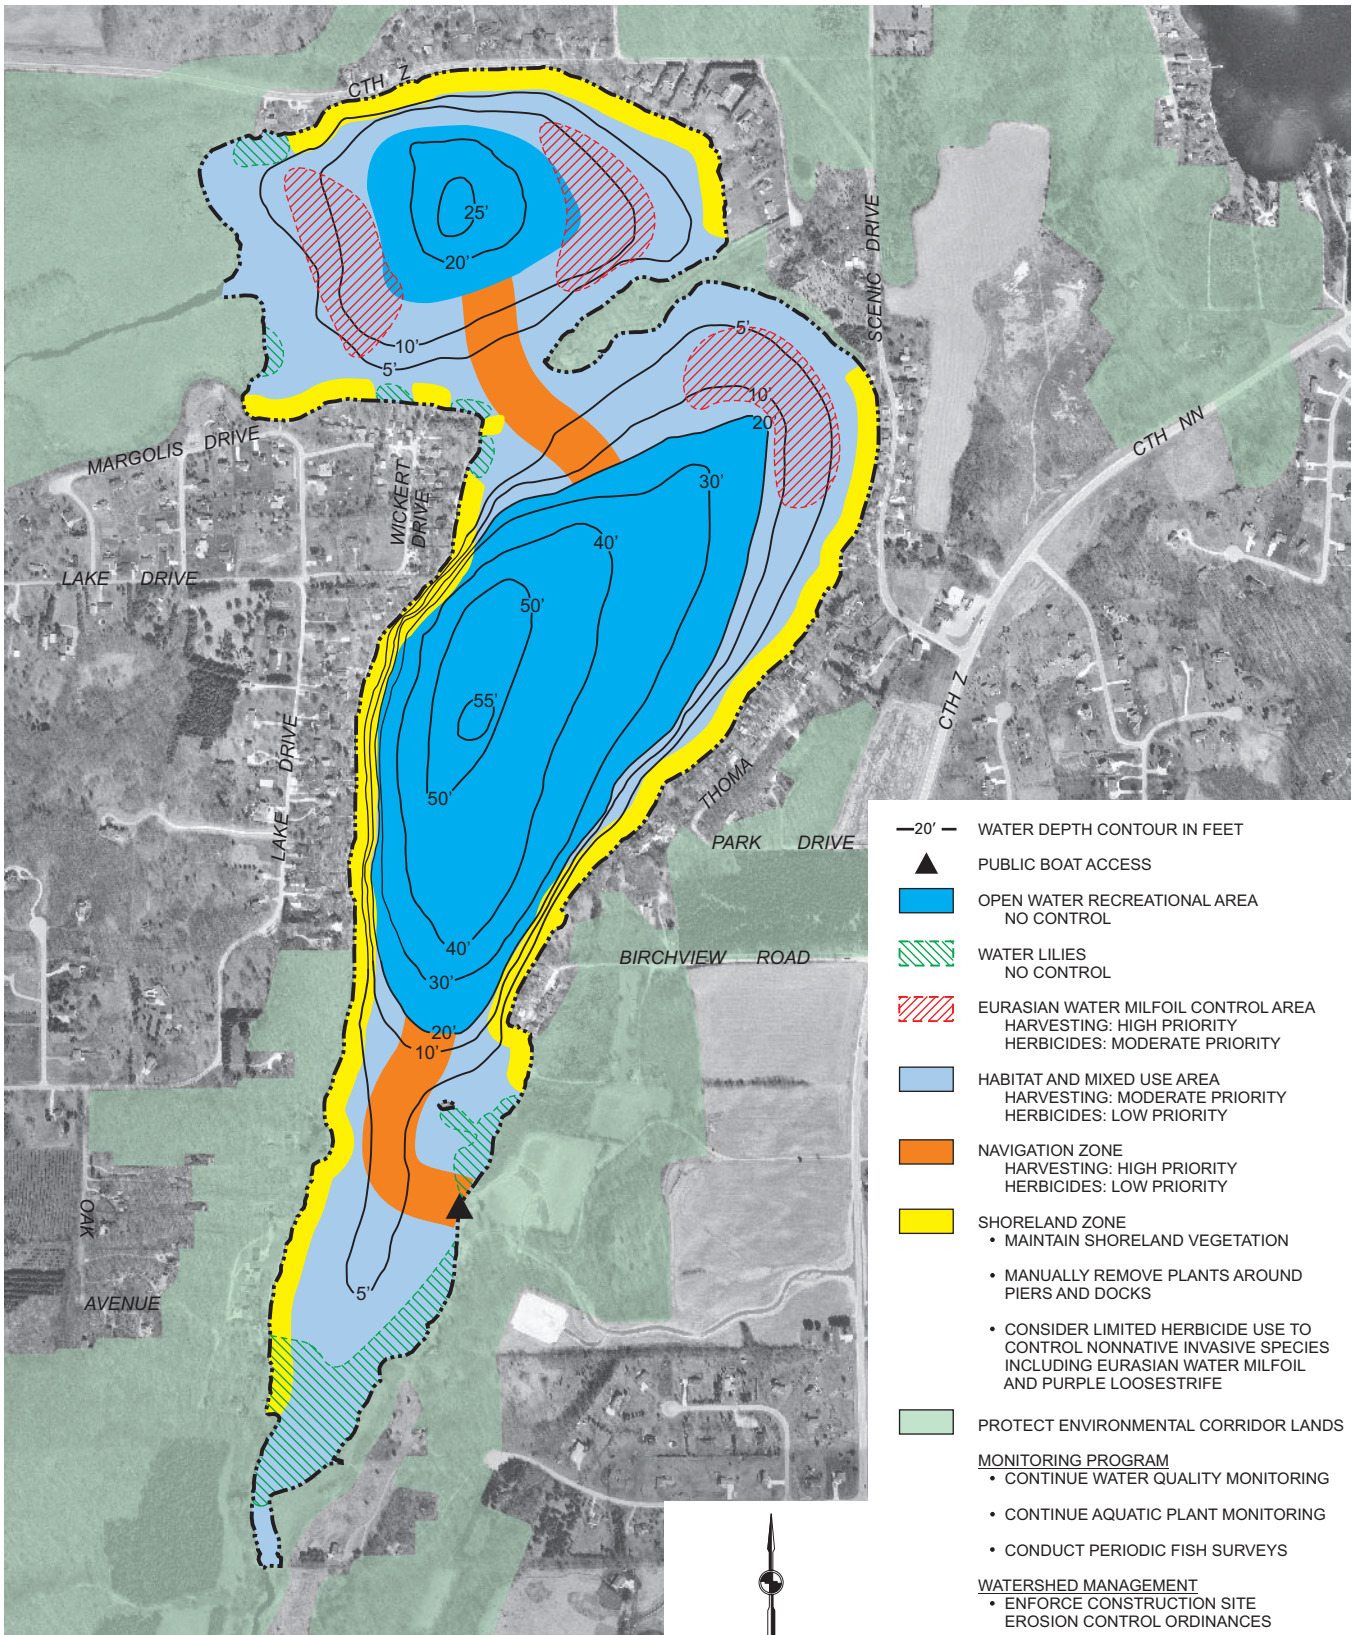 CTH Z
25'
20'
10'
5'
SCENIC DRIVE
5'
10'
20'
30'
40'
50'
55'
50'
40'
30'
20'
10'
5'
MARGOLIS DRIVE
WICKERT
DRIVE
LAKE DRIVE
LAKE DRIVE
CTH NN
CTH Z
THOMA
PARK DRIVE
BIRCHVIEW ROAD
OAK
AVENUE
20'
WATER DEPTH CONTOUR IN FEET
PUBLIC BOAT ACCESS
OPEN WATER RECREATIONAL AREA
NO CONTROL
WATER LILIES
NO CONTROL
EURASIAN WATER MILFOIL CONTROL AREA
HARVESTING: HIGH PRIORITY
HERBICIDES: MODERATE PRIORITY
HABITAT AND MIXED USE AREA
HARVESTING: MODERATE PRIORITY
HERBICIDES: LOW PRIORITY
NAVIGATION ZONE
HARVESTING: HIGH PRIORITY
HERBICIDES: LOW PRIORITY
SHORELAND ZONE
• MAINTAIN SHORELAND VEGETATION
• MANUALLY REMOVE PLANTS AROUND
PIERS AND DOCKS
• CONSIDER LIMITED HERBICIDE USE TO
CONTROL NONNATIVE INVASIVE SPECIES
INCLUDING EURASIAN WATER MILFOIL
AND PURPLE LOOSESTRIFE
PROTECT ENVIRONMENTAL CORRIDOR LANDS
MONITORING PROGRAM
• CONTINUE WATER QUALITY MONITORING
• CONTINUE AQUATIC PLANT MONITORING
• CONDUCT PERIODIC FISH SURVEYS
WATERSHED MANAGEMENT
• ENFORCE CONSTRUCTION SITE
EROSION CONTROL ORDINANCES